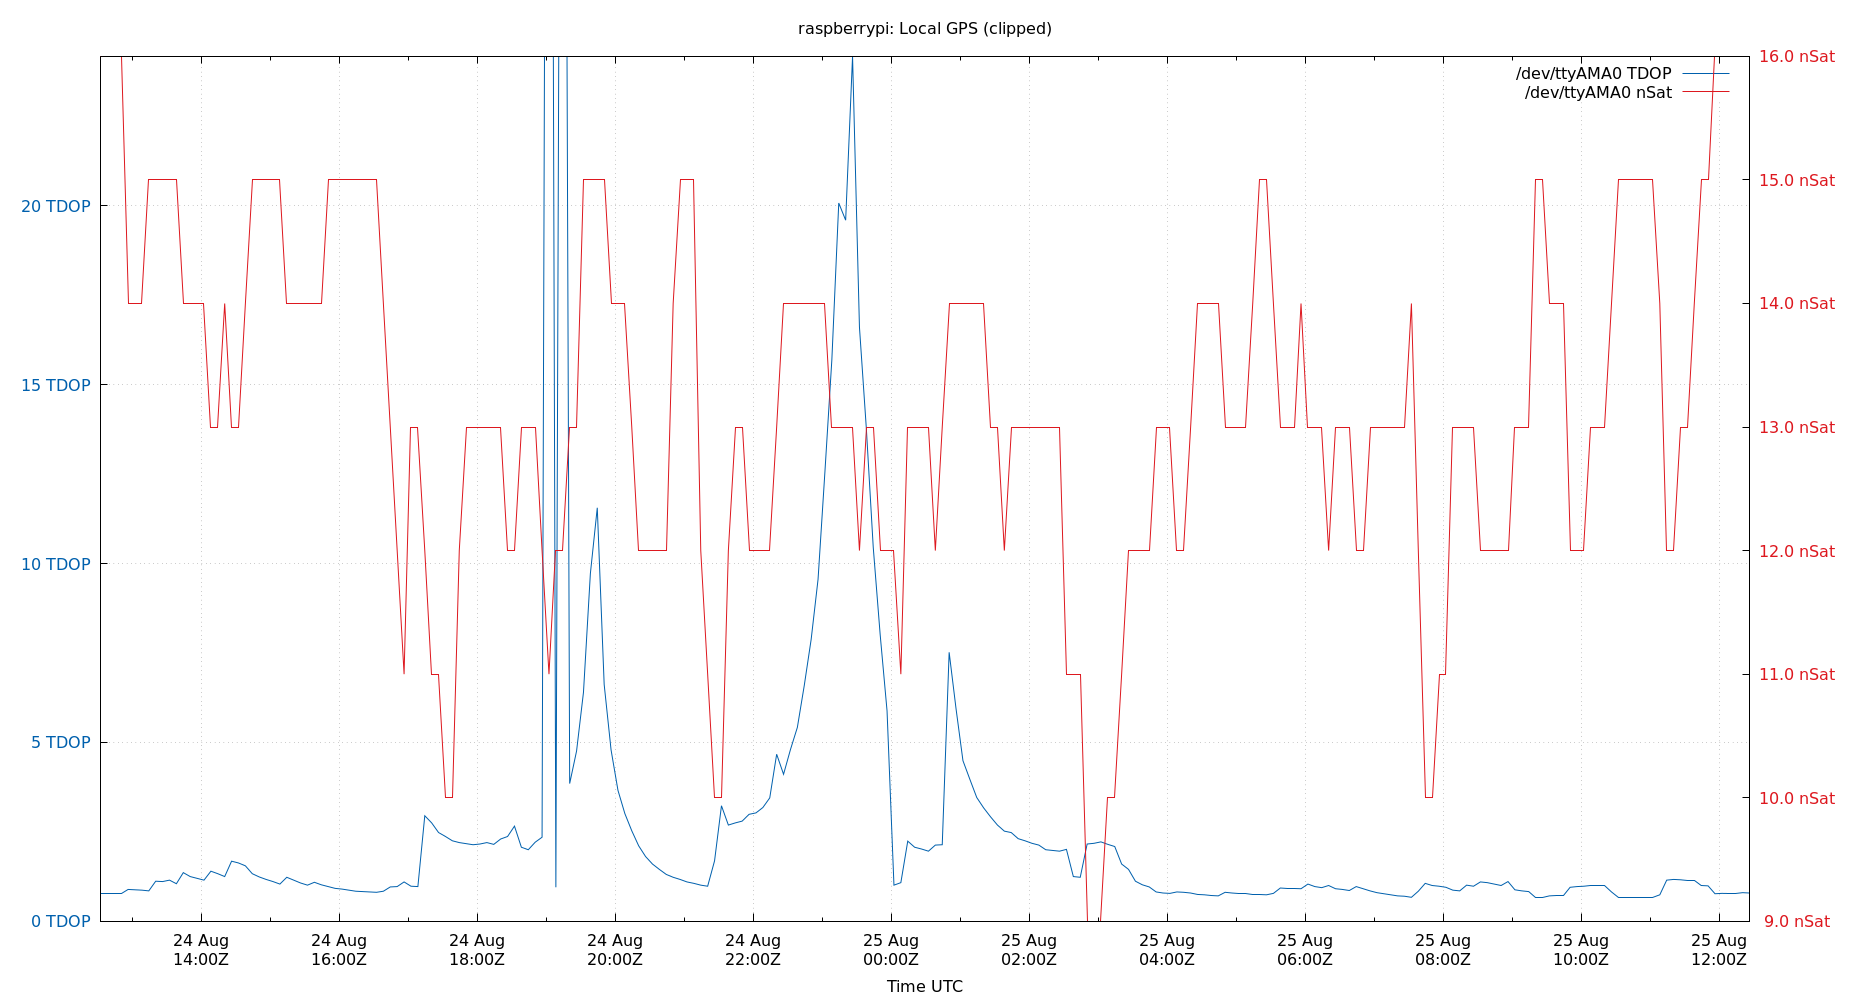 raspberrypi: Local GPS (clipped)
16.0 nSat
/dev/ttyAMA0 TDOP
/dev/ttyAMA0 nSat
15.0 nSat
20 TDOP
14.0 nSat
15 TDOP
13.0 nSat
10 TDOP
12.0 nSat
11.0 nSat
5 TDOP
10.0 nSat
0 TDOP
9.0 nSat
24 Aug 24 Aug 24 Aug 24 Aug 24 Aug 25 Aug 25 Aug 25 Aug 25 Aug 25 Aug 25 Aug 25 Aug
14:00Z 16:00Z 18:00Z 20:00Z 22:00Z 00:00Z 02:00Z 04:00Z 06:00Z 08:00Z 10:00Z 12:00Z
Time UTC